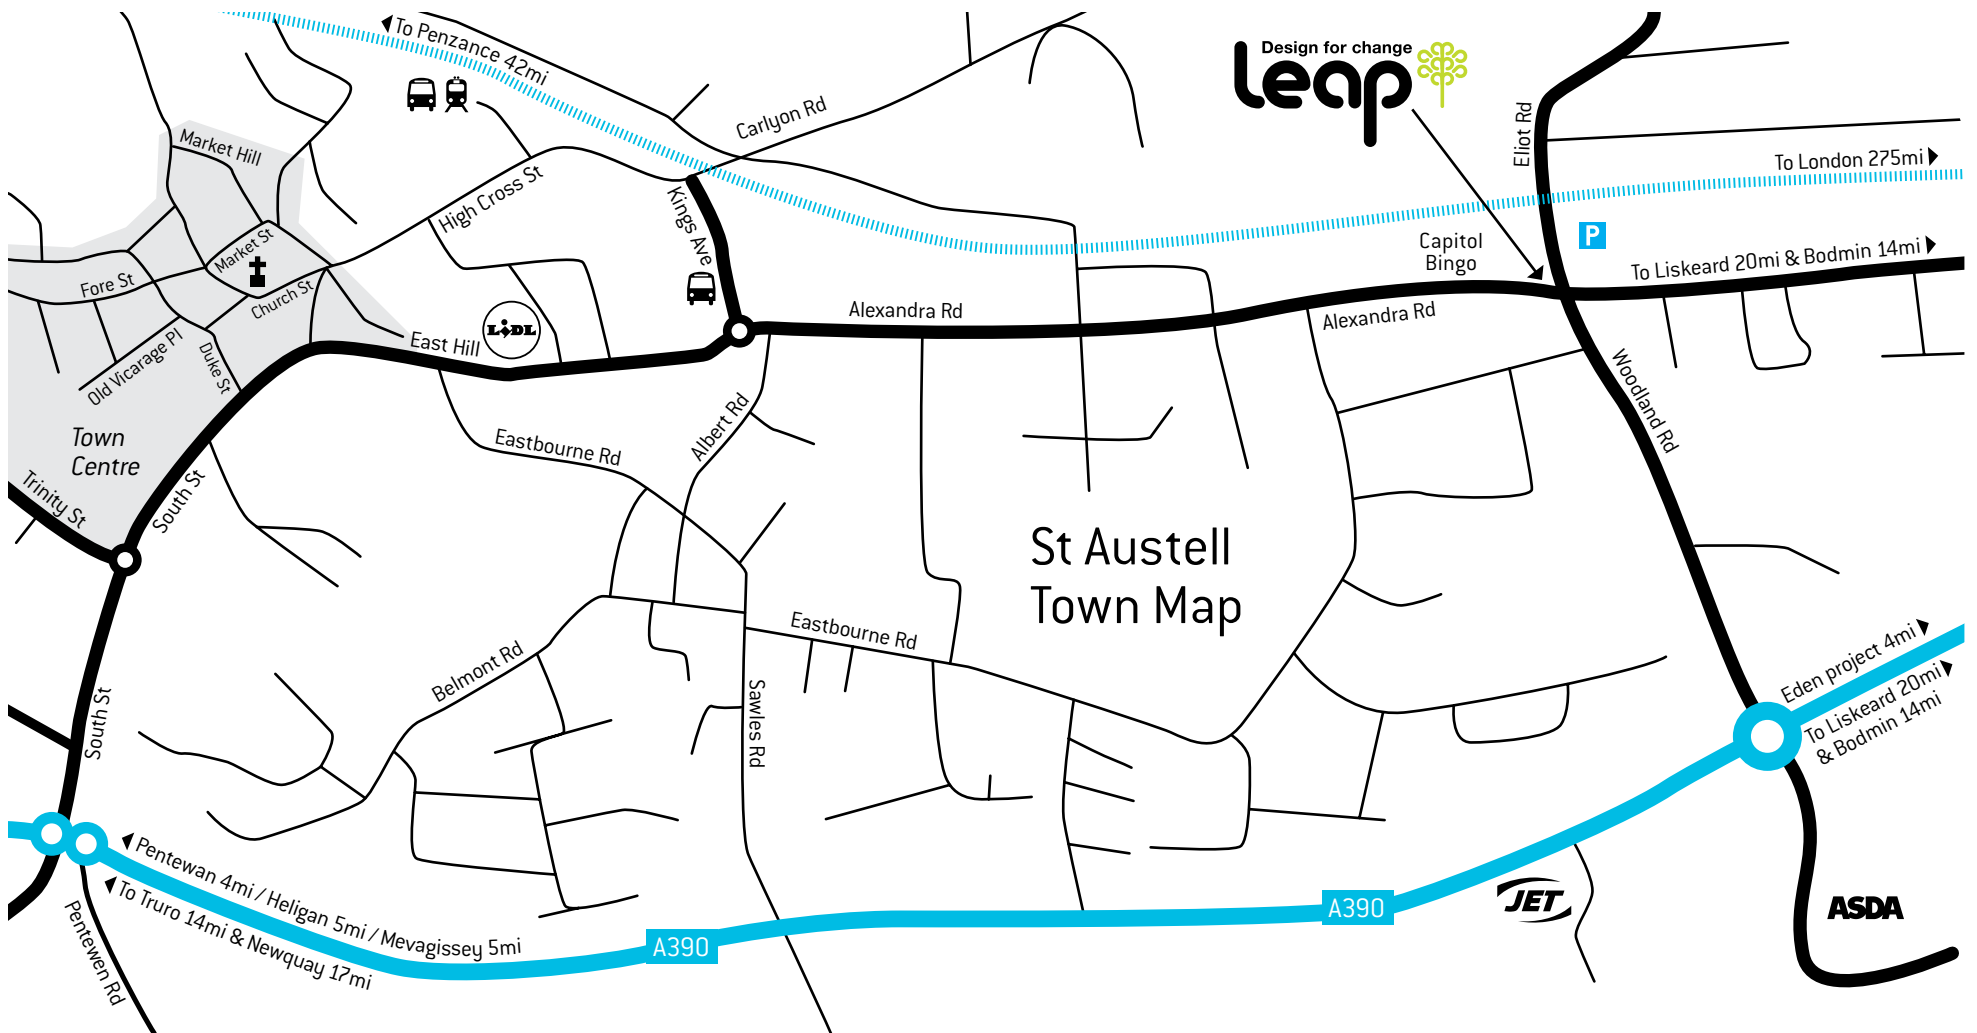 To Penzance 42mi
Design for change
leap
Carlyon Rd
Eliot Rd
Market Hill
To London 275mi
High Cross St
Kings Ave
P
Market St
Capitol
Bingo
To Liskeard 20mi & Bodmin 14mi
Fore St
Church St
Alexandra Rd
Alexandra Rd
LIDL
East Hill
Old Vicarage Pl
Duke St
Woodland Rd
Albert Rd
Town
Centre
Eastbourne Rd
Trinity St
South St
St Austell
Town Map
Eastbourne Rd
Belmont Rd
Eden project 4mi
To Liskeard 20mi
& Bodmin 14mi
South St
Sawles Rd
Pentewan 4mi / Heligan 5mi / Mevagissey 5mi
To Truro 14mi & Newquay 17mi
Pentewen Rd
A390
A390
JET
ASDA